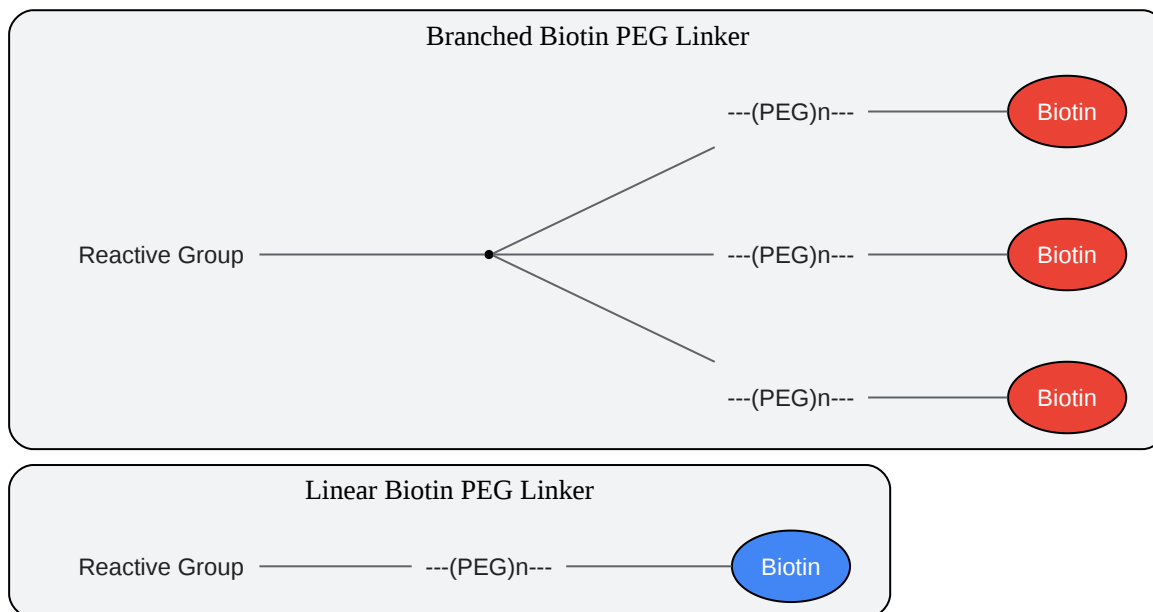 Branched Biotin PEG Linker
---(PEG)n--- Biotin
Reactive Group ---(PEG)n--- Biotin
---(PEG)n--- Biotin
Linear Biotin PEG Linker
Reactive Group ---(PEG)n--- Biotin